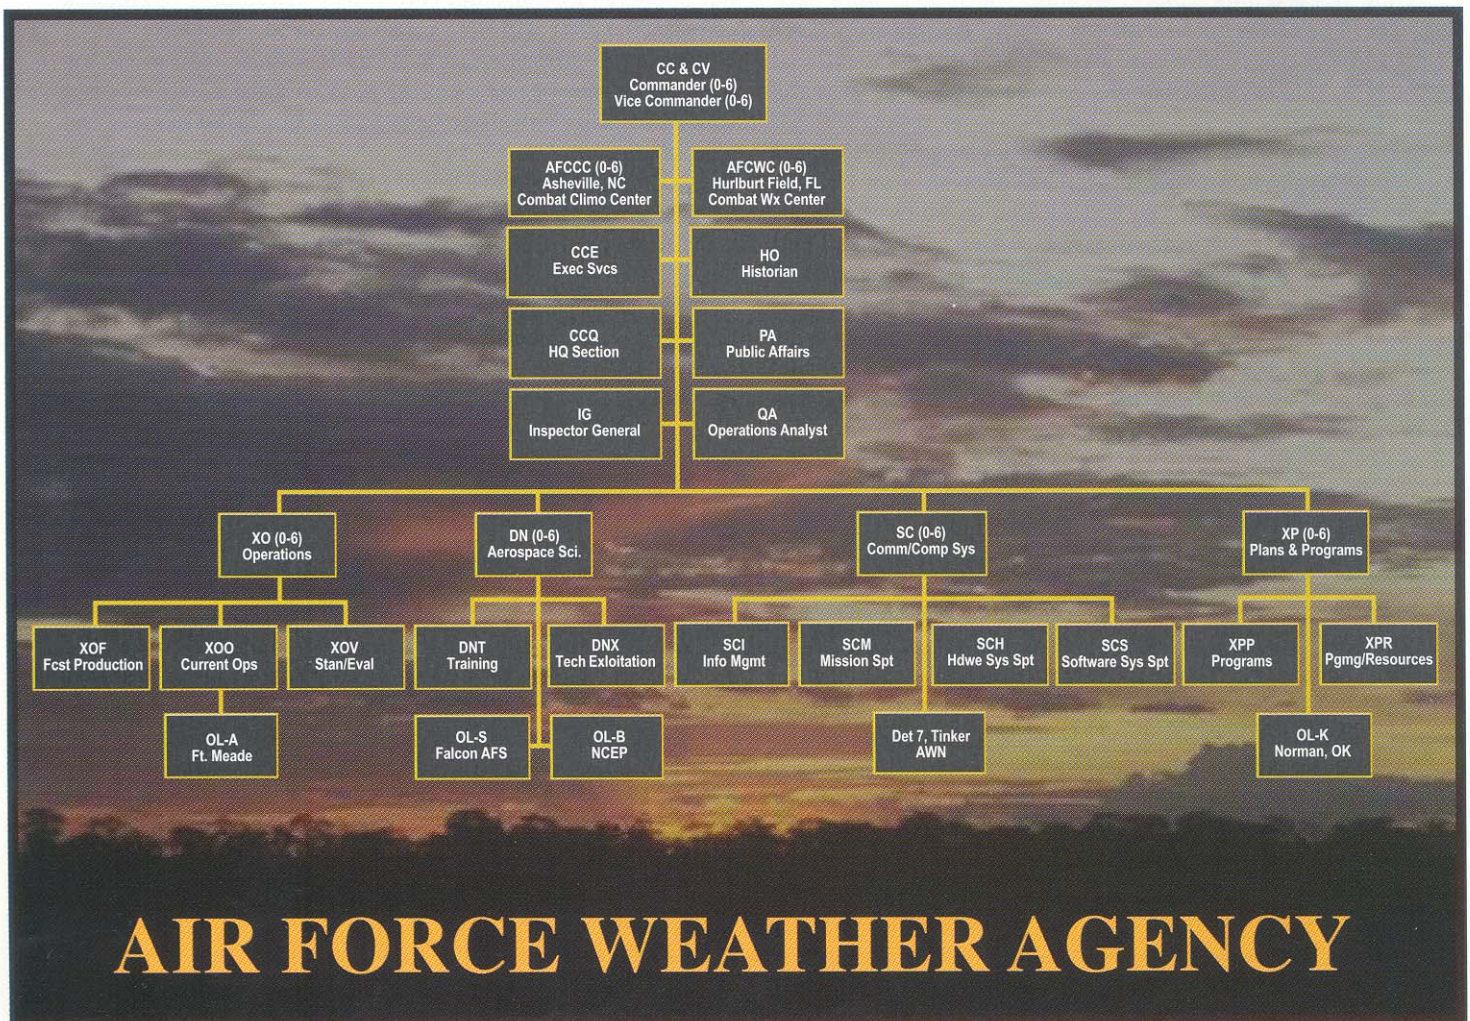 CC & CV
Commander (0-6)
Vice Commander (0-6)
AFCCC (0-6)
Asheville, NC
Combat Climo Center
AFCWC (0-6)
Hurlburt Field, FL
Combat Wx Center
CCE
Exec Svcs
HO
Historian
CCQ
HQ Section
PA
Public Affairs
IG
Inspector General
QA
Operations Analyst
XO (0-6)
Operations
DN (0-6)
Aerospace Sci.
SC (0-6)
Comm/Comp Sys
XP (0-6)
Plans & Programs
XOF
Fcst Production
XOO
Current Ops
XOV
Stan/Eval
DNT
Training
DNX
Tech Exloitation
SCI
Info Mgmt
SCM
Mission Spt
SCH
Hdwe Sys Spt
SCS
Software Sys Spt
XPP
Programs
XPR
Pgmg/Resources
OL-A
Ft. Meade
OL-S
Falcon AFS
OL-B
NCEP
Det 7, Tinker
AWN
OL-K
Norman, OK
AIR FORCE WEATHER AGENCY